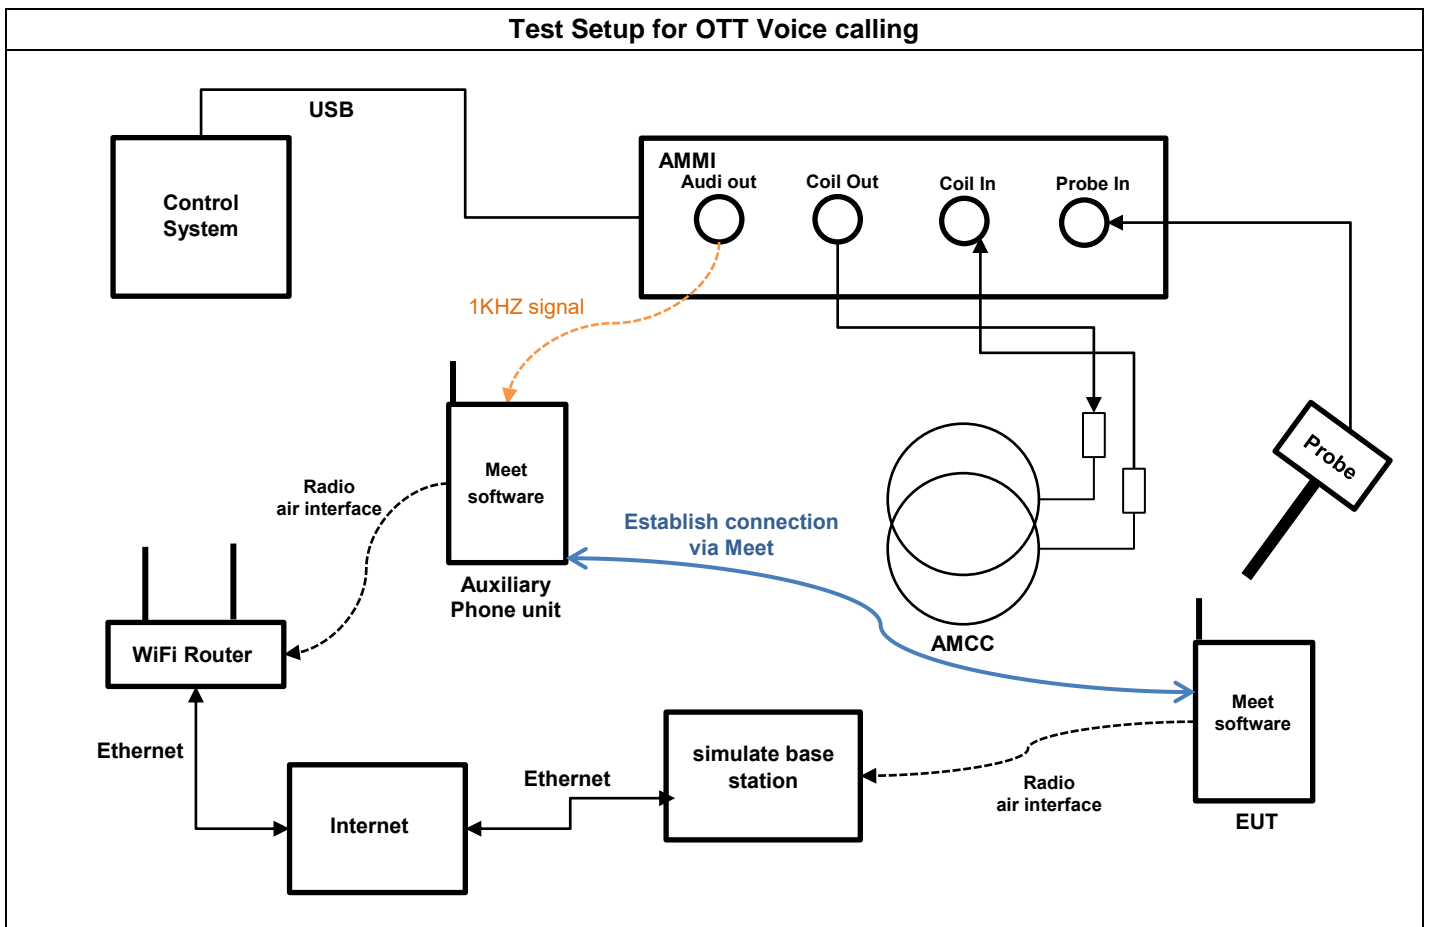 Test Setup for OTT Voice calling
USB
Control
System
AMMI
Audi out
Coil Out
Coil In
Probe In
1KHZ signal
Probe
Meet
software
Radio
air interface
Establish connection
via Meet
Auxiliary
Phone unit
AMCC
WiFi Router
Meet
software
Ethernet
simulate base
station
Ethernet
Radio
air interface
Internet
EUT